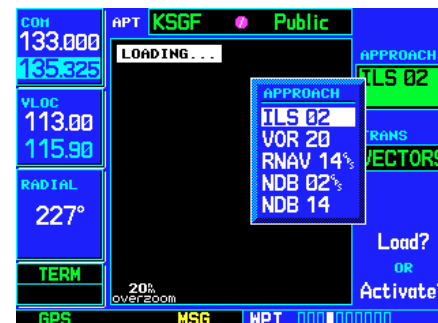 COM
133.000
135.325
VLOC
113.00
115.90
RADIAL
227°
TERM
GPS
APT KSGF Public
LOADING...
APPROACH
ILS 02
VOR 20
RNAV 14 GPS
NDB 02 GPS
NDB 14
20
overzoom
MSG
WPT
APPROACH
ILS 02
TRANS
VECTORS
Load?
OR
Activate?